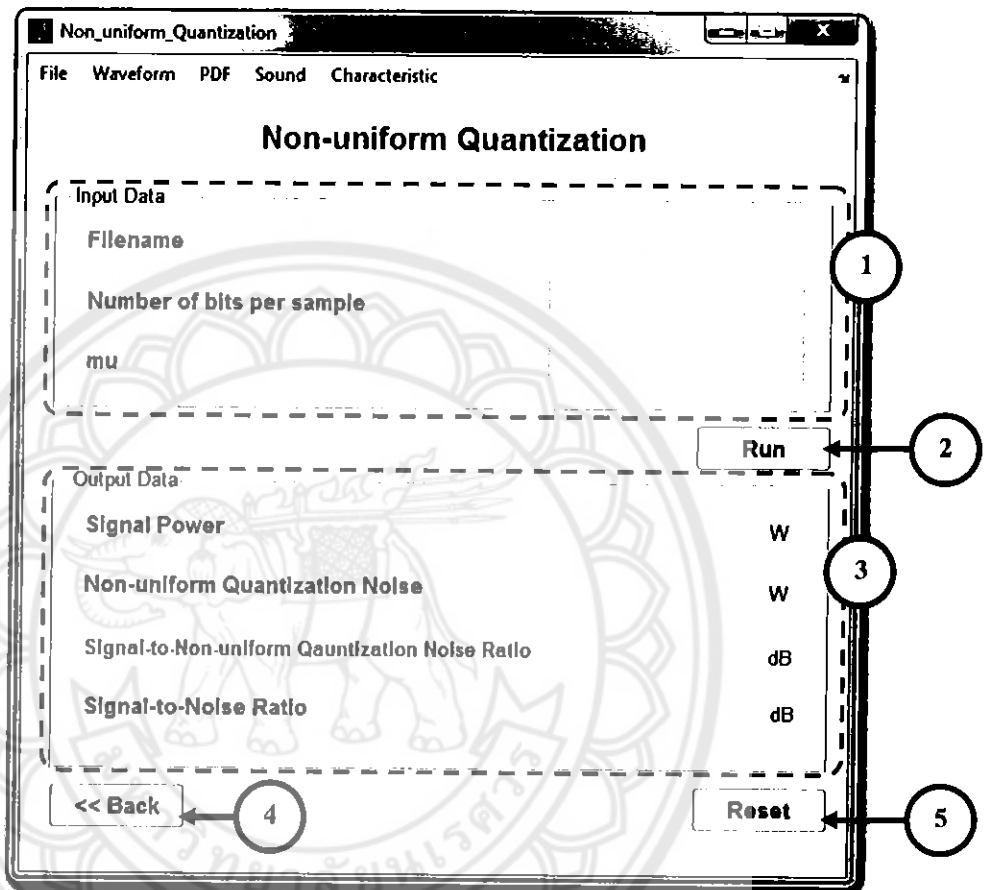 Non_uniform_Quantization
File Waveform PDF Sound Characteristic
Non-uniform Quantization
Input Data
Filename
1
Number of bits per sample
mu
Run
2
Output Data
Signal Power
W
3
Non-uniform Quantization Noise
W
Signal-to-Non-uniform Qauntization Noise Ratio
dB
Signal-to-Noise Ratio
dB
<< Back
4
Reset
5